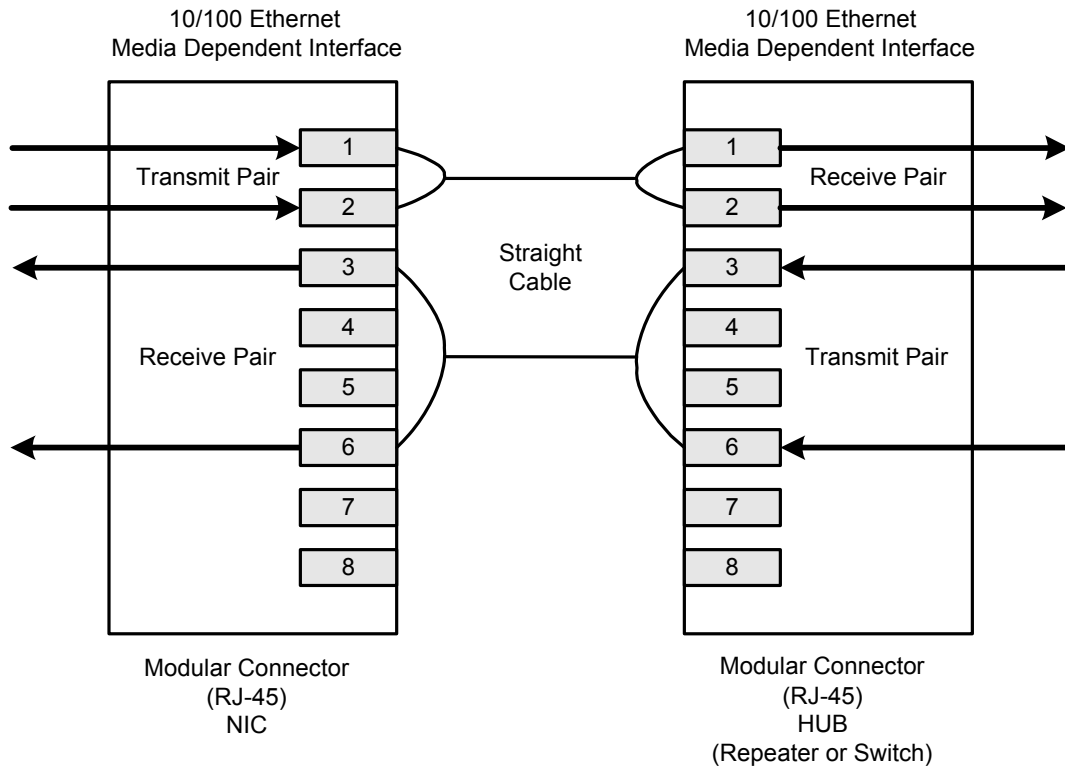 10/100 Ethernet
Media Dependent Interface
10/100 Ethernet
Media Dependent Interface
1
Transmit Pair
2
3
4
Receive Pair
5
6
7
8
Straight
Cable
1
Receive Pair
2
3
4
Transmit Pair
5
6
7
8
Modular Connector
(RJ-45)
NIC
Modular Connector
(RJ-45)
HUB
(Repeater or Switch)